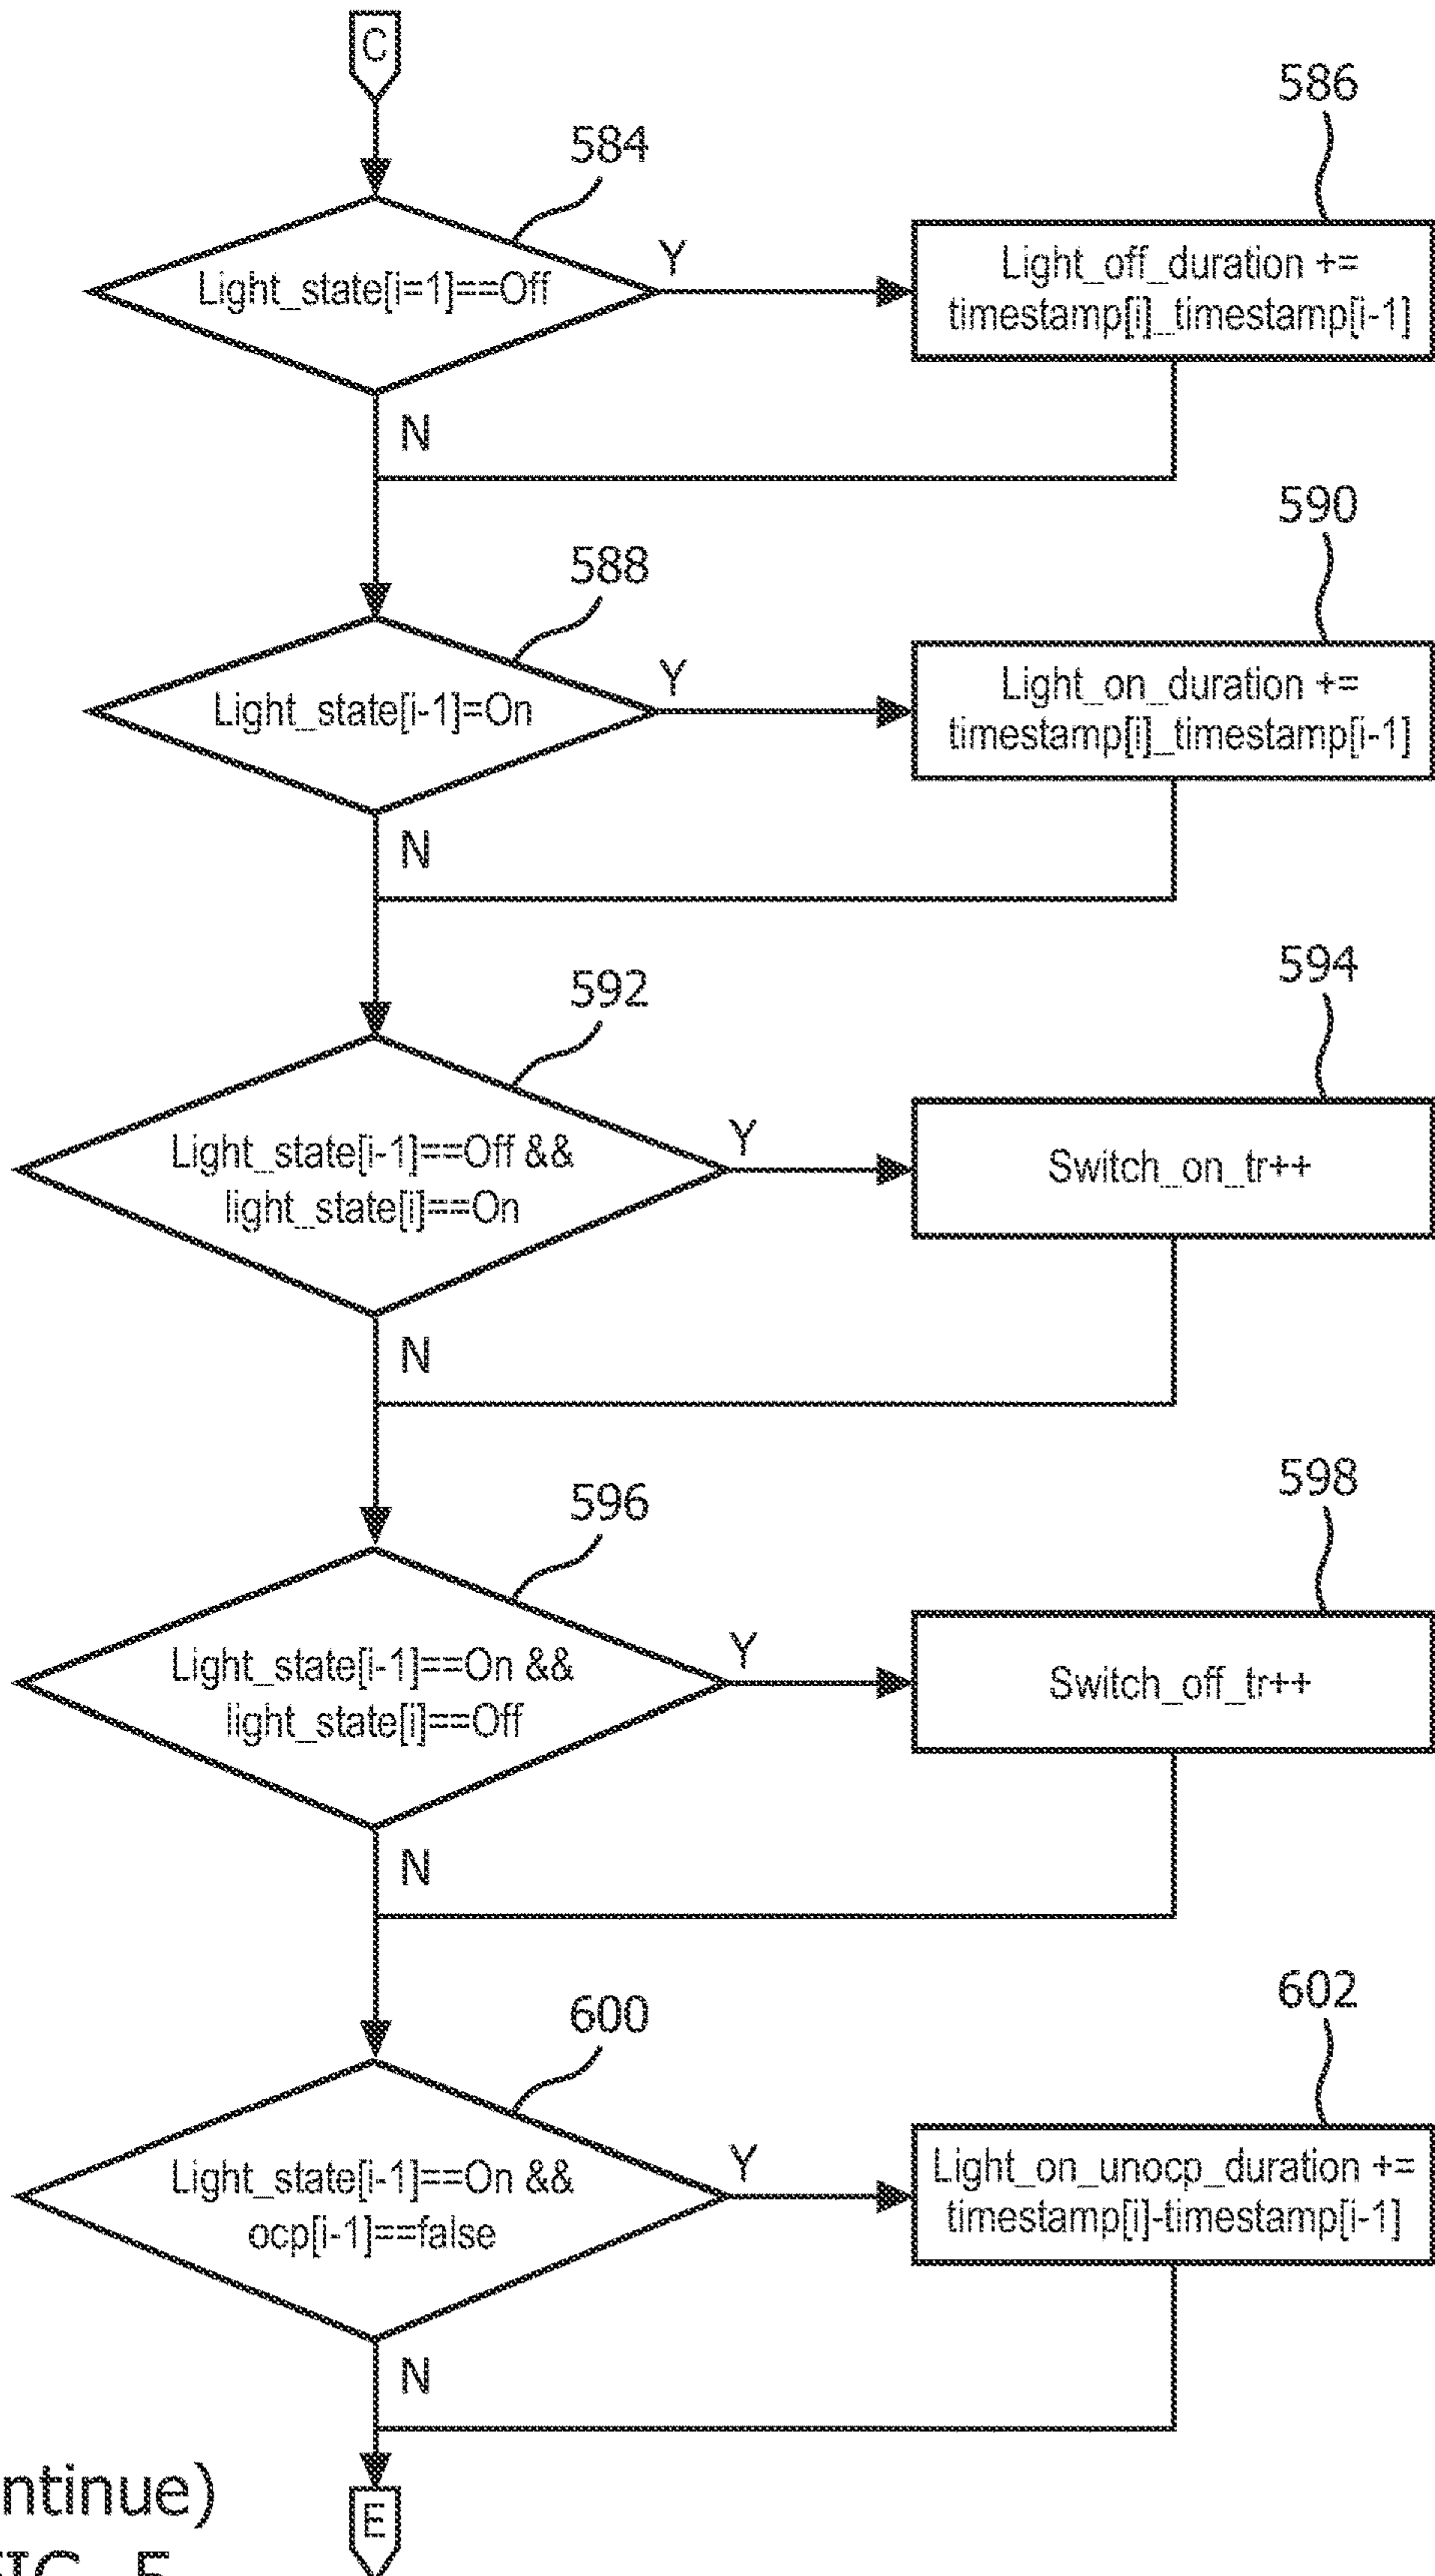 C
584
586
Light_state[i=1]==Off
Y
Light_off_duration +=
timestamp[i]_timestamp[i-1]
N
588
590
Light_state[i-1]=On
Y
Light_on_duration +=
timestamp[i]_timestamp[i-1]
N
592
594
Light_state[i-1]==Off &&
light_state[i]==On
Y
Switch_on_tr++
N
596
598
Light_state[i-1]==On &&
light_state[i]==Off
Y
Switch_off_tr++
N
600
602
Light_state[i-1]==On &&
ocp[i-1]==false
Y
Light_on_unocp_duration +=
timestamp[i]-timestamp[i-1]
N
ntinue)
E
FIG. 5